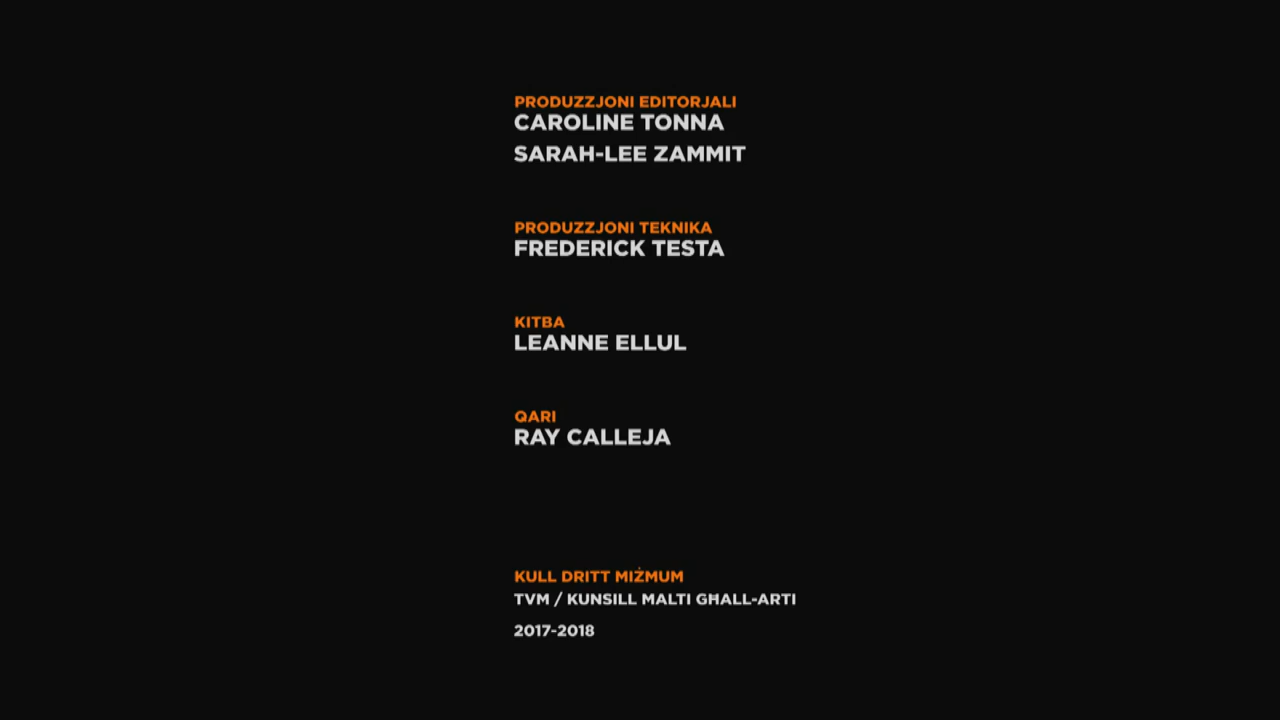 PRODUZZJONI EDITORJALI
CAROLINE TONNA
SARAH-LEE ZAMMIT
PRODUZZJONI TEKNIKA
FREDERICK TESTA
KITBA
LEANNE ELLUL
QARI
RAY CALLEJA
KULL DRITT MIŻMUM
TVM / KUNSILL MALTI GĦALL-ARTI
2017-2018